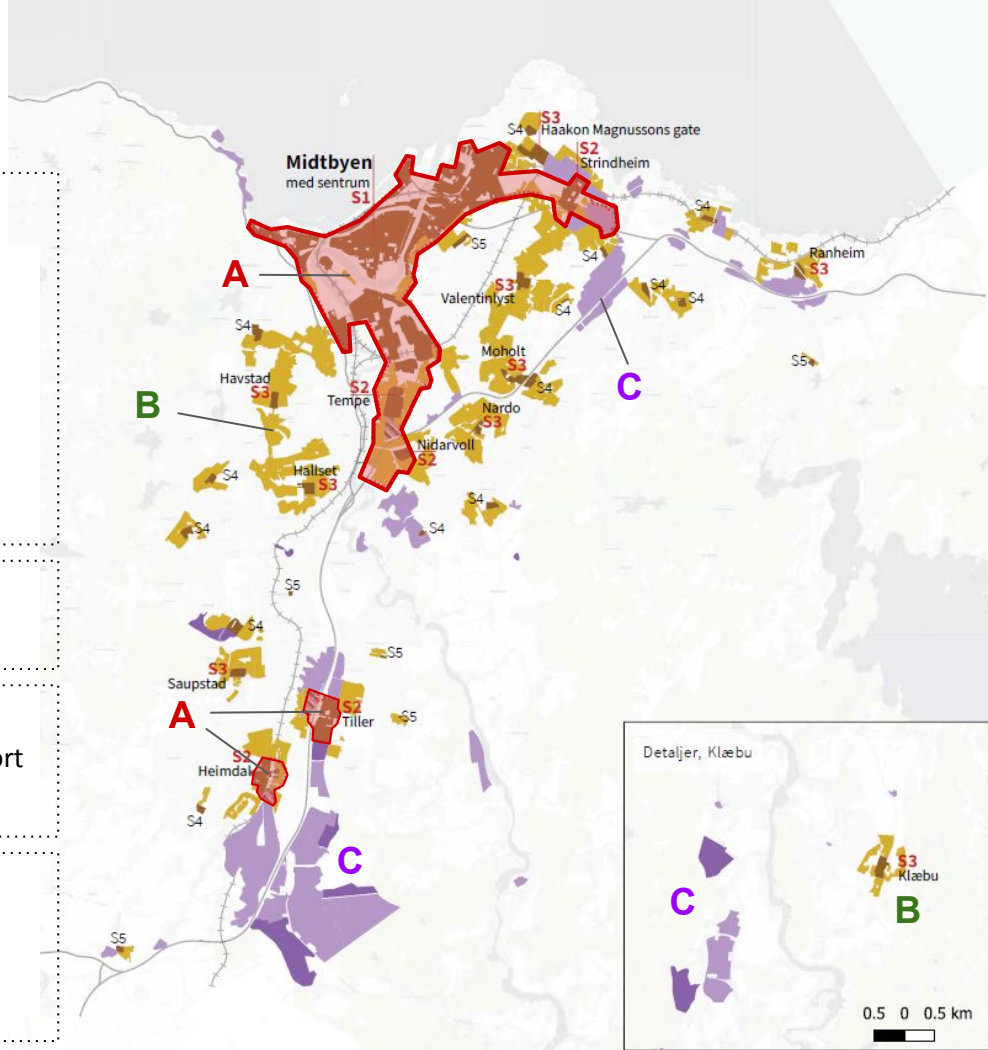 S3
S4
Haakon Magnussons gate
S2
Strindheim
Midtbyen
med sentrum
S1
S4
S5
A
S4
Ranheim
S3
S3
Valentinlyst
S4
S4
S4
S4
Moholt
S3
S4
S5
C
Havstad
S3
S2
Tempe
B
Nardo
S3
Nidarvoll
S2
Hallset
S3
S4
S4
S4
S4
S5
S4
S5
S3
Saupstad
A
S2
Tiller
S5
S2
Heimdal
ort
S4
C
S5
Detaljer, Klæbu
S3
Klæbu
C
B
0.5 0 0.5 km